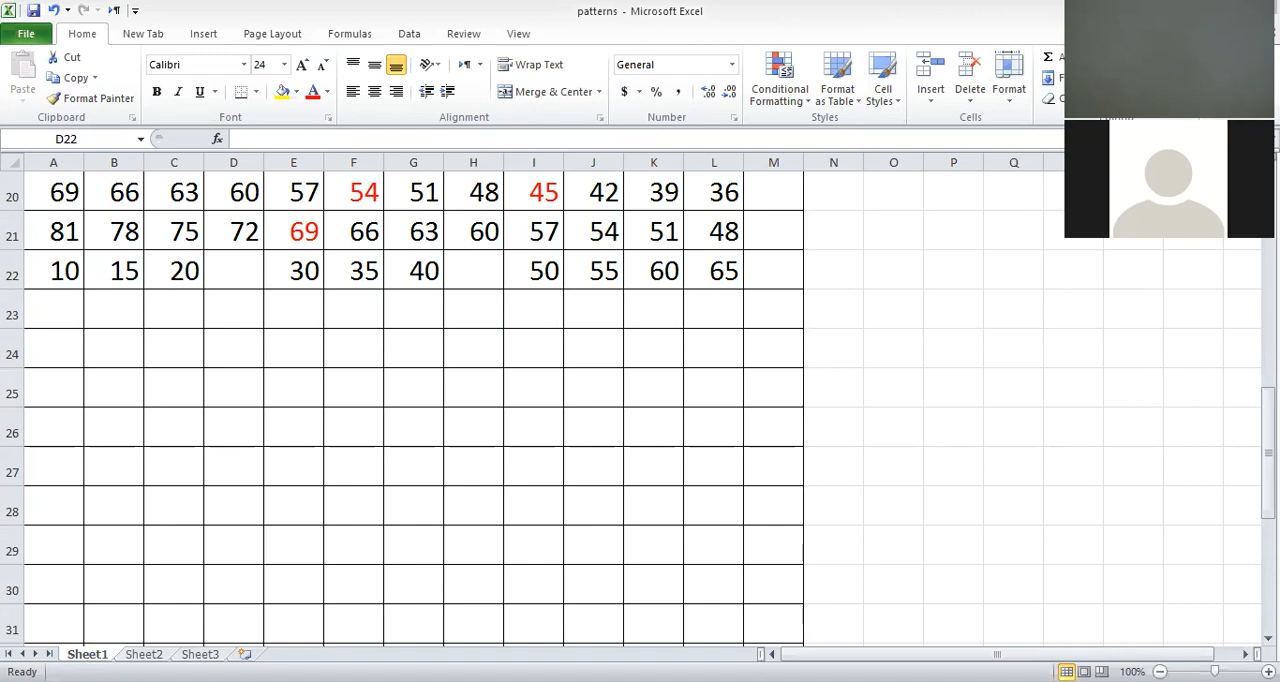 patterns - Microsoft Excel
File Home New Tab Insert Page Layout Formulas Data Review View
Paste Cut Copy Format Painter
Calibri 24 A A
B I U A
Wrap Text
Merge & Center
General
$ % ,
Conditional Formatting Format as Table Cell Styles
Insert Delete Format
Σ
Clipboard Font Alignment Number Styles Cells
D22 fx
A B C D E F G H I J K L M N O P Q
20 69 66 63 60 57 54 51 48 45 42 39 36
21 81 78 75 72 69 66 63 60 57 54 51 48
22 10 15 20 30 35 40 50 55 60 65
23
24
25
26
27
28
29
30
31
Sheet1 Sheet2 Sheet3
Ready 100%